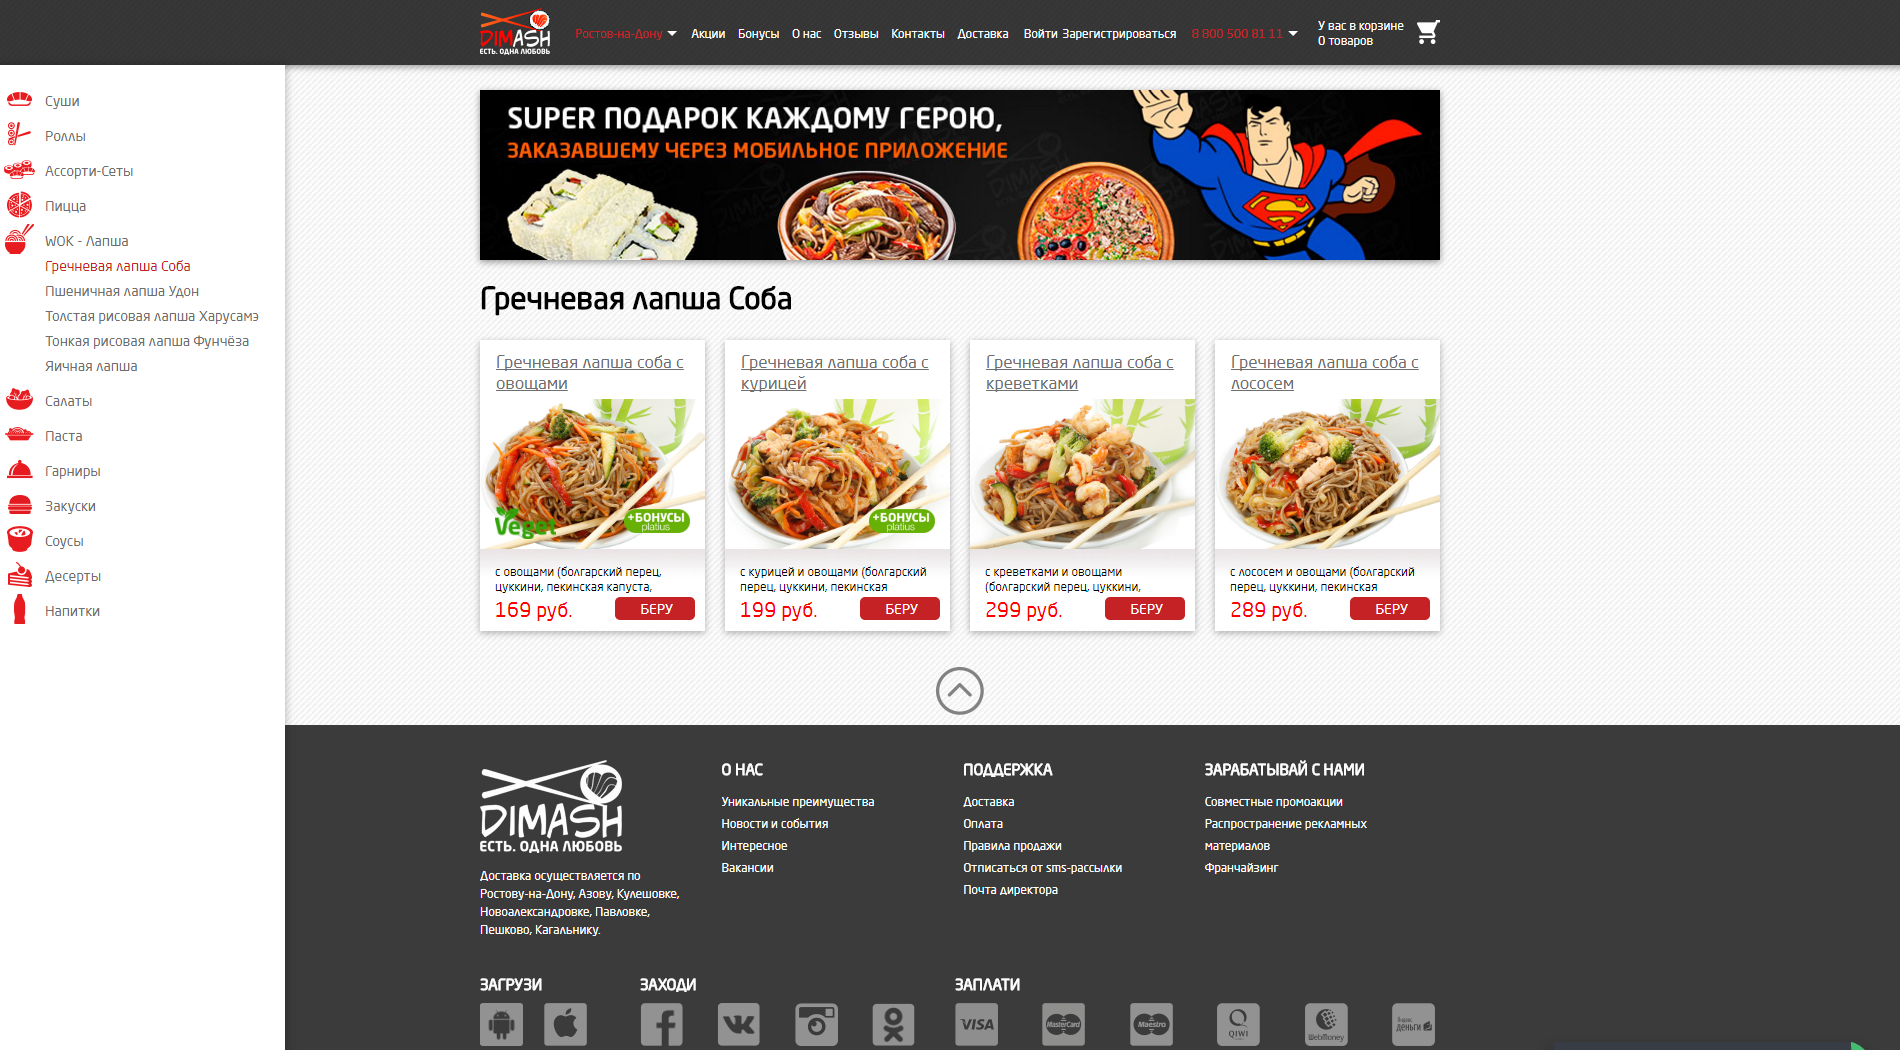 DIMASH
ЕСТЬ. ОДНА ЛЮБОВЬ
Ростов-на-Дону
Акции
Бонусы
О нас
Отзывы
Контакты
Доставка
Войти
Зарегистрироваться
8 800 500 81 11
У вас в корзине
0 товаров
Суши
Роллы
Ассорти-Сеты
Пицца
WOK - Лапша
Гречневая лапша Соба
Пшеничная лапша Удон
Толстая рисовая лапша Харусамэ
Тонкая рисовая лапша Фунчёза
Яичная лапша
Салаты
Паста
Гарниры
Закуски
Соусы
Десерты
Напитки
SUPER ПОДАРОК КАЖДОМУ ГЕРОЮ,
ЗАКАЗАВШЕМУ ЧЕРЕЗ МОБИЛЬНОЕ ПРИЛОЖЕНИЕ
Гречневая лапша Соба
Гречневая лапша соба с
овощами
Veget
+БОНУСЫ
platius
с овощами (болгарский перец,
цуккини, пекинская капуста,
169 руб.
БЕРУ
Гречневая лапша соба с
курицей
+БОНУСЫ
platius
с курицей и овощами (болгарский
перец, цуккини, пекинская
199 руб.
БЕРУ
Гречневая лапша соба с
креветками
с креветками и овощами
(болгарский перец, цуккини,
299 руб.
БЕРУ
Гречневая лапша соба с
лососем
с лососем и овощами (болгарский
перец, цуккини, пекинская
289 руб.
БЕРУ
DIMASH
ЕСТЬ. ОДНА ЛЮБОВЬ
Доставка осуществляется по
Ростову-на-Дону, Азову, Кулешовке,
Новоалександровке, Павловке,
Пешково, Кагальнику.
О НАС
Уникальные преимущества
Новости и события
Интересное
Вакансии
ПОДДЕРЖКА
Доставка
Оплата
Правила продажи
Отписаться от sms-рассылки
Почта директора
ЗАРАБАТЫВАЙ С НАМИ
Совместные промоакции
Распространение рекламных
материалов
Франчайзинг
ЗАГРУЗИ
ЗАХОДИ
ЗАПЛАТИ
VISA
MasterCard
Maestro
QIWI
WebMoney
Яндекс
деньги